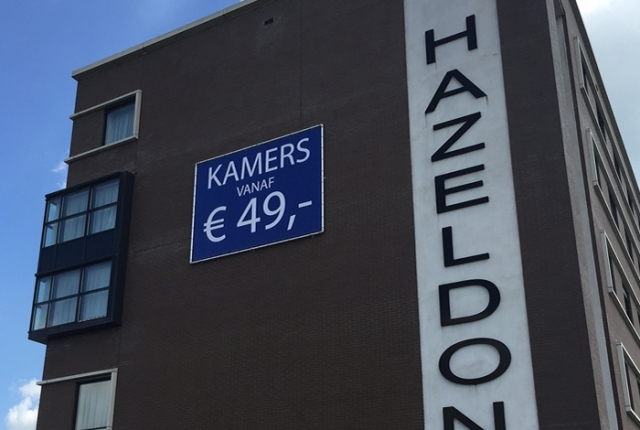 KAMERS
VANAF
€ 49,-
HAZELDON